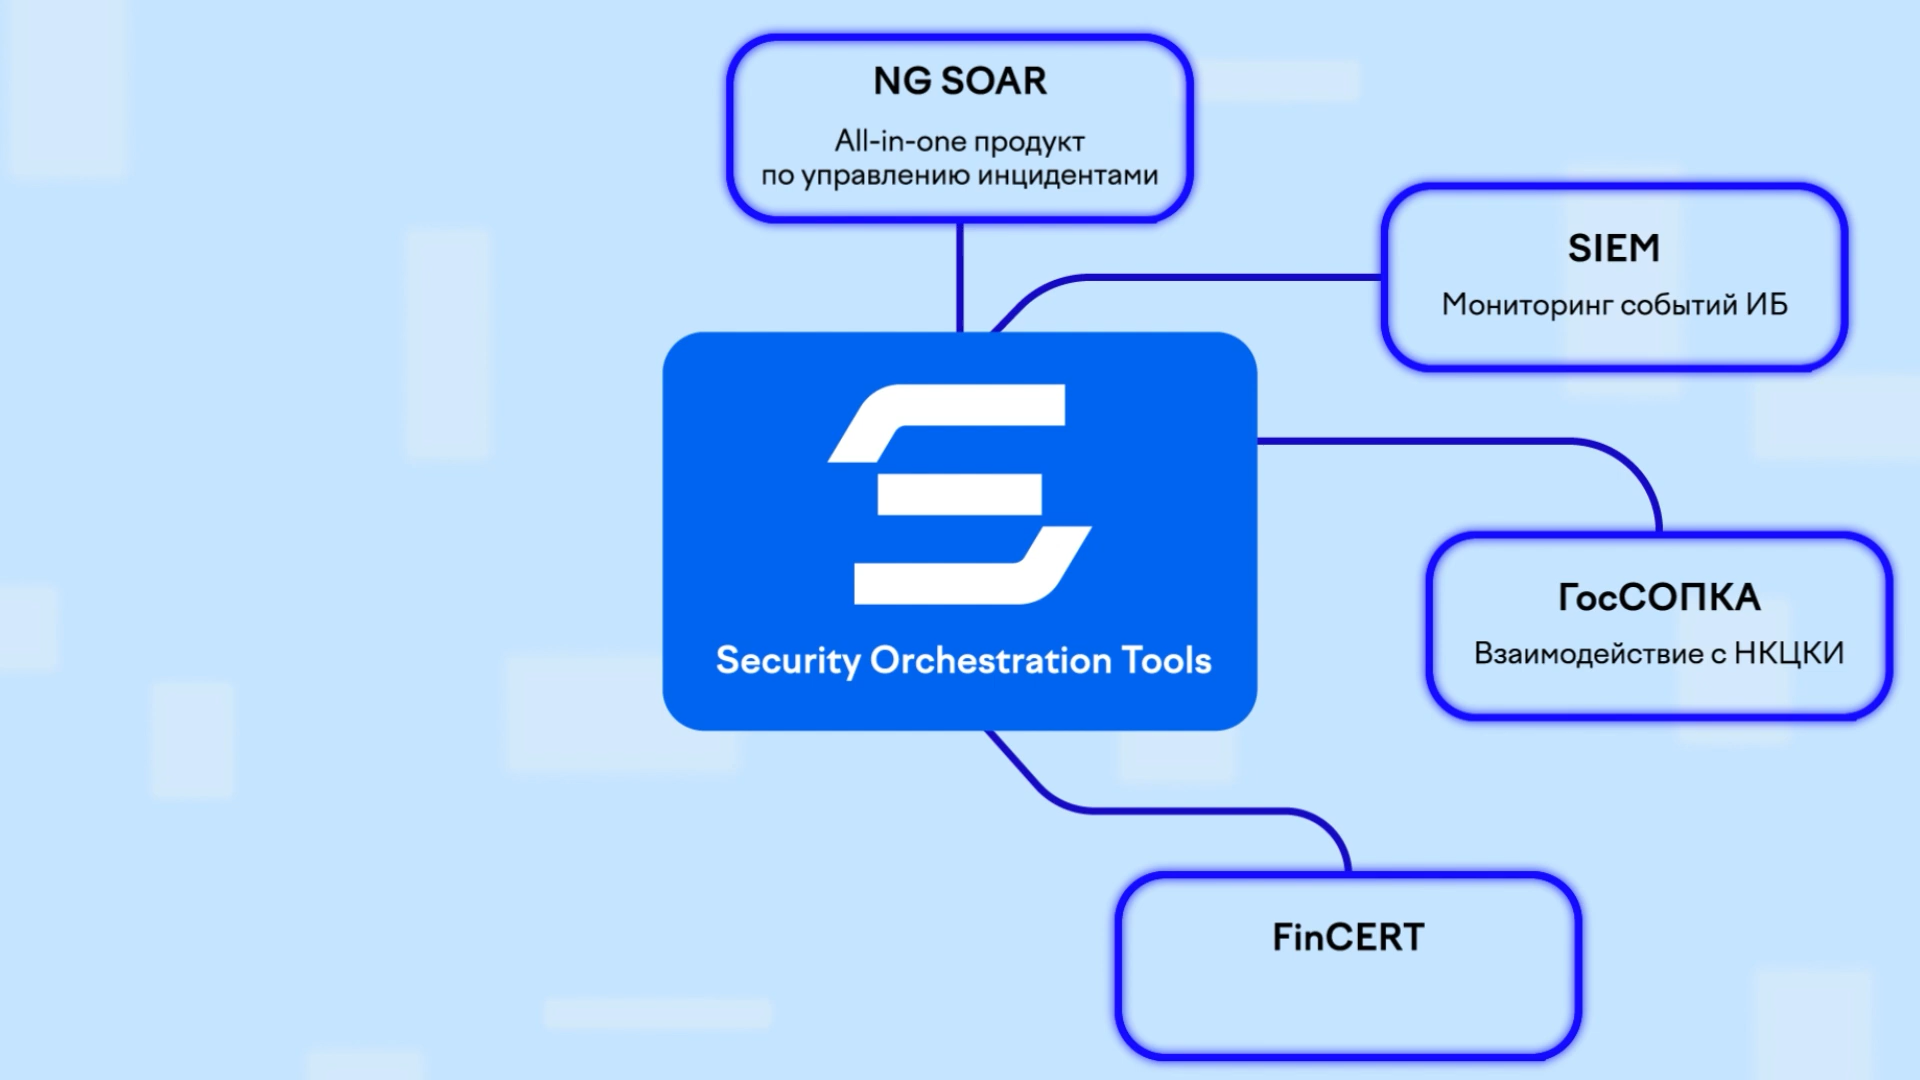 NG SOAR
All-in-one продукт
по управлению инцидентами
SIEM
Мониторинг событий ИБ
Security Orchestration Tools
ГосСОПКА
Взаимодействие с НКЦКИ
FinCERT